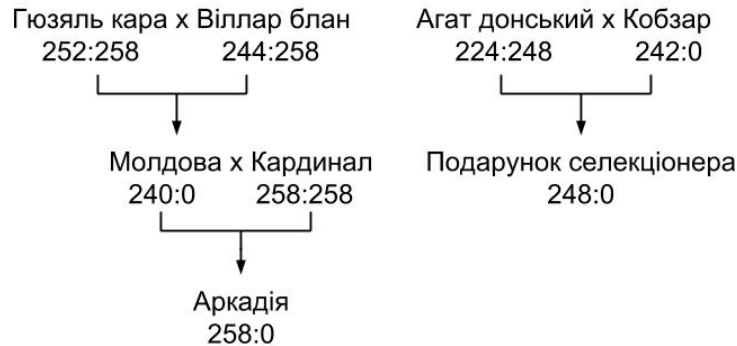 Гюзяль кара х Віллар блан
252:258 244:258
Молдова х Кардинал
240:0 258:258
Аркадія
258:0
Агат донський х Кобзар
224:248 242:0
Подарунок селекціонера
248:0